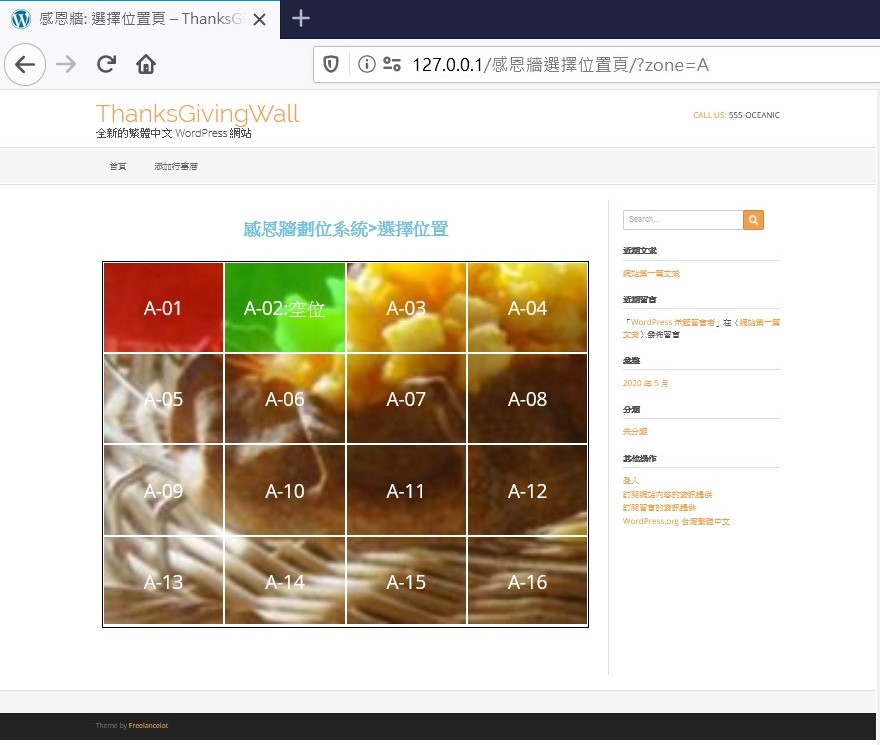 感恩牆: 選擇位置頁 – ThanksG
127.0.0.1/感恩牆選擇位置頁/?zone=A
ThanksGivingWall
全新的繁體中文 WordPress 網站
CALL US: 555-OCEANIC
首頁 添加行事曆
感恩牆劃位系統>選擇位置
A-01 A-02:空位 A-03 A-04
A-05 A-06 A-07 A-08
A-09 A-10 A-11 A-12
A-13 A-14 A-15 A-16
Search...
近期文章
網站第一篇文章
近期留言
「WordPress 示範留言者」在〈網站第一篇
文章〉發佈留言
彙整
2020 年 5 月
分類
未分類
其他操作
登入
訂閱網站內容的資訊提供
訂閱留言的資訊提供
WordPress.org 台灣繁體中文
Theme by Freelancelot